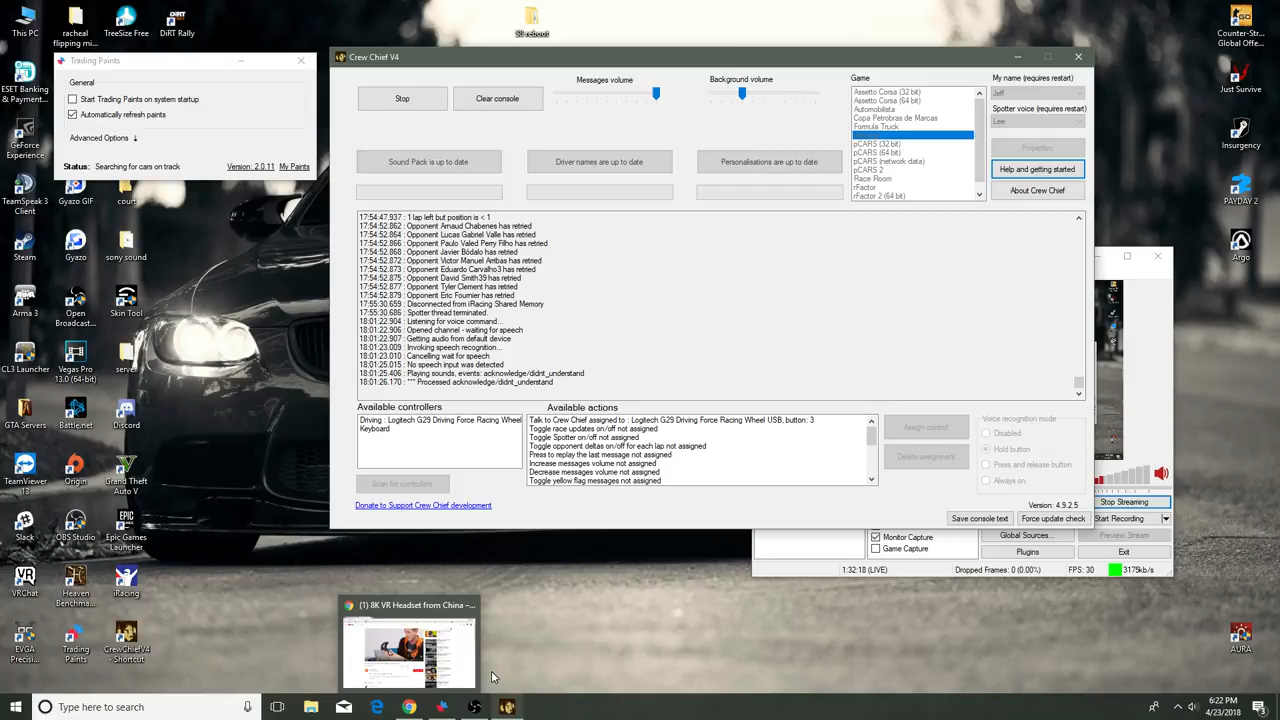 This PC
racheal
flipping mi...
TreeSize Free
DiRT Rally
S8 reboot
Counter-Str...
Global Offe...
Trading Paints
General
Start Trading Paints on system startup
Automatically refresh paints
Advanced Options ↓
Status: Searching for cars on track
Version: 2.0.11 My Paints
Crew Chief V4
Messages volume
Background volume
Stop
Clear console
Sound Pack is up to date
Driver names are up to date
Personalisations are up to date
Game
Assetto Corsa (32 bit)
Assetto Corsa (64 bit)
Automobilista
Copa Petrobras de Marcas
Formula Truck
pCARS (32 bit)
pCARS (64 bit)
pCARS (network data)
pCARS 2
Race Room
rFactor
rFactor 2 (64 bit)
My name (requires restart)
Jeff
Spotter voice (requires restart)
Lee
Properties
Help and getting started
About Crew Chief
17:54:47.937 : 1 lap left but position is < 1
17:54:52.862 : Opponent Arnaud Chabenes has retried
17:54:52.864 : Opponent Lucas Gabriel Valle has retried
17:54:52.866 : Opponent Paulo Valed Perry Filho has retried
17:54:52.868 : Opponent Javier Bódalo has retried
17:54:52.872 : Opponent Victor Manuel Arribas has retried
17:54:52.873 : Opponent Eduardo Carvalho3 has retried
17:54:52.875 : Opponent David Smith39 has retried
17:54:52.877 : Opponent Tyler Clement has retried
17:54:52.879 : Opponent Eric Fournier has retried
17:55:30.659 : Disconnected from iRacing Shared Memory
17:55:30.686 : Spotter thread terminated.
18:01:22.904 : Listening for voice command...
18:01:22.906 : Opened channel - waiting for speech
18:01:22.907 : Getting audio from default device
18:01:23.009 : Invoking speech recognition...
18:01:23.010 : Cancelling wait for speech
18:01:25.015 : No speech input was detected
18:01:25.406 : Playing sounds, events: acknowledge/didnt_understand
18:01:26.170 : *** Processed acknowledge/didnt_understand
Available controllers
Driving : Logitech G29 Driving Force Racing Wheel
Keyboard
Scan for controllers
Available actions
Talk to Crew Chief assigned to : Logitech G29 Driving Force Racing Wheel USB, button: 3
Toggle race updates on/off not assigned
Toggle Spotter on/off not assigned
Toggle opponent deltas on/off for each lap not assigned
Press to replay the last message not assigned
Increase messages volume not assigned
Decrease messages volume not assigned
Toggle yellow flag messages not assigned
Assign control
Delete assignment
Voice recognition mode
Disabled
Hold button
Press and release button
Always on
Donate to Support Crew Chief development
Version: 4.9.2.5
Save console text
Force update check
ESET Banking
& Payment...
GeForce
Experience
TeamSpeak 3
Client
Gyazo GIF
court
Steam
Gyazo
sony sound
Arma 3
Open
Broadcast...
Skin Tool
CL3 Launcher
Vegas Pro
13.0 (64-bit)
server
GTA Servers
Battle.net
Discord
TeamViewer
13
Origin
Grand Theft
Auto V
Slack
OBS Studio
Epic Games
Launcher
VRChat
Heaven
Benchma...
iRacing
EVGA
Precisi...
Trading
Paints
CrewChiefV4
- Shortcut
Just Survive
Insurgency
PAYDAY 2
Argo
AURA
Stop Streaming
Start Recording
Monitor Capture
Game Capture
Global Sources...
Preview Stream
Plugins
Exit
1:32:18 (LIVE)
Dropped Frames: 0 (0.00%)
FPS: 30
3175kb/s
(1) 8K VR Headset from China –...
Type here to search
6:22 PM
4/23/2018
3